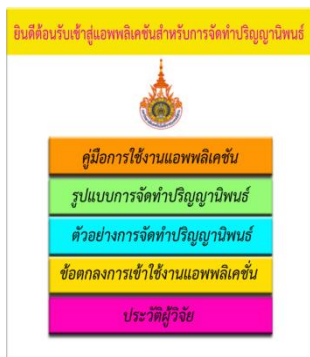 ยินดีต้อนรับเข้าสู่แอพพลิเคชันสำหรับการจัดทำปริญญานิพนธ์
คู่มือการใช้งานแอพพลิเคชัน
รูปแบบการจัดทำปริญญานิพนธ์
ตัวอย่างการจัดทำปริญญานิพนธ์
ข้อตกลงการเข้าใช้งานแอพพลิเคชั่น
ประวัติผู้วิจัย